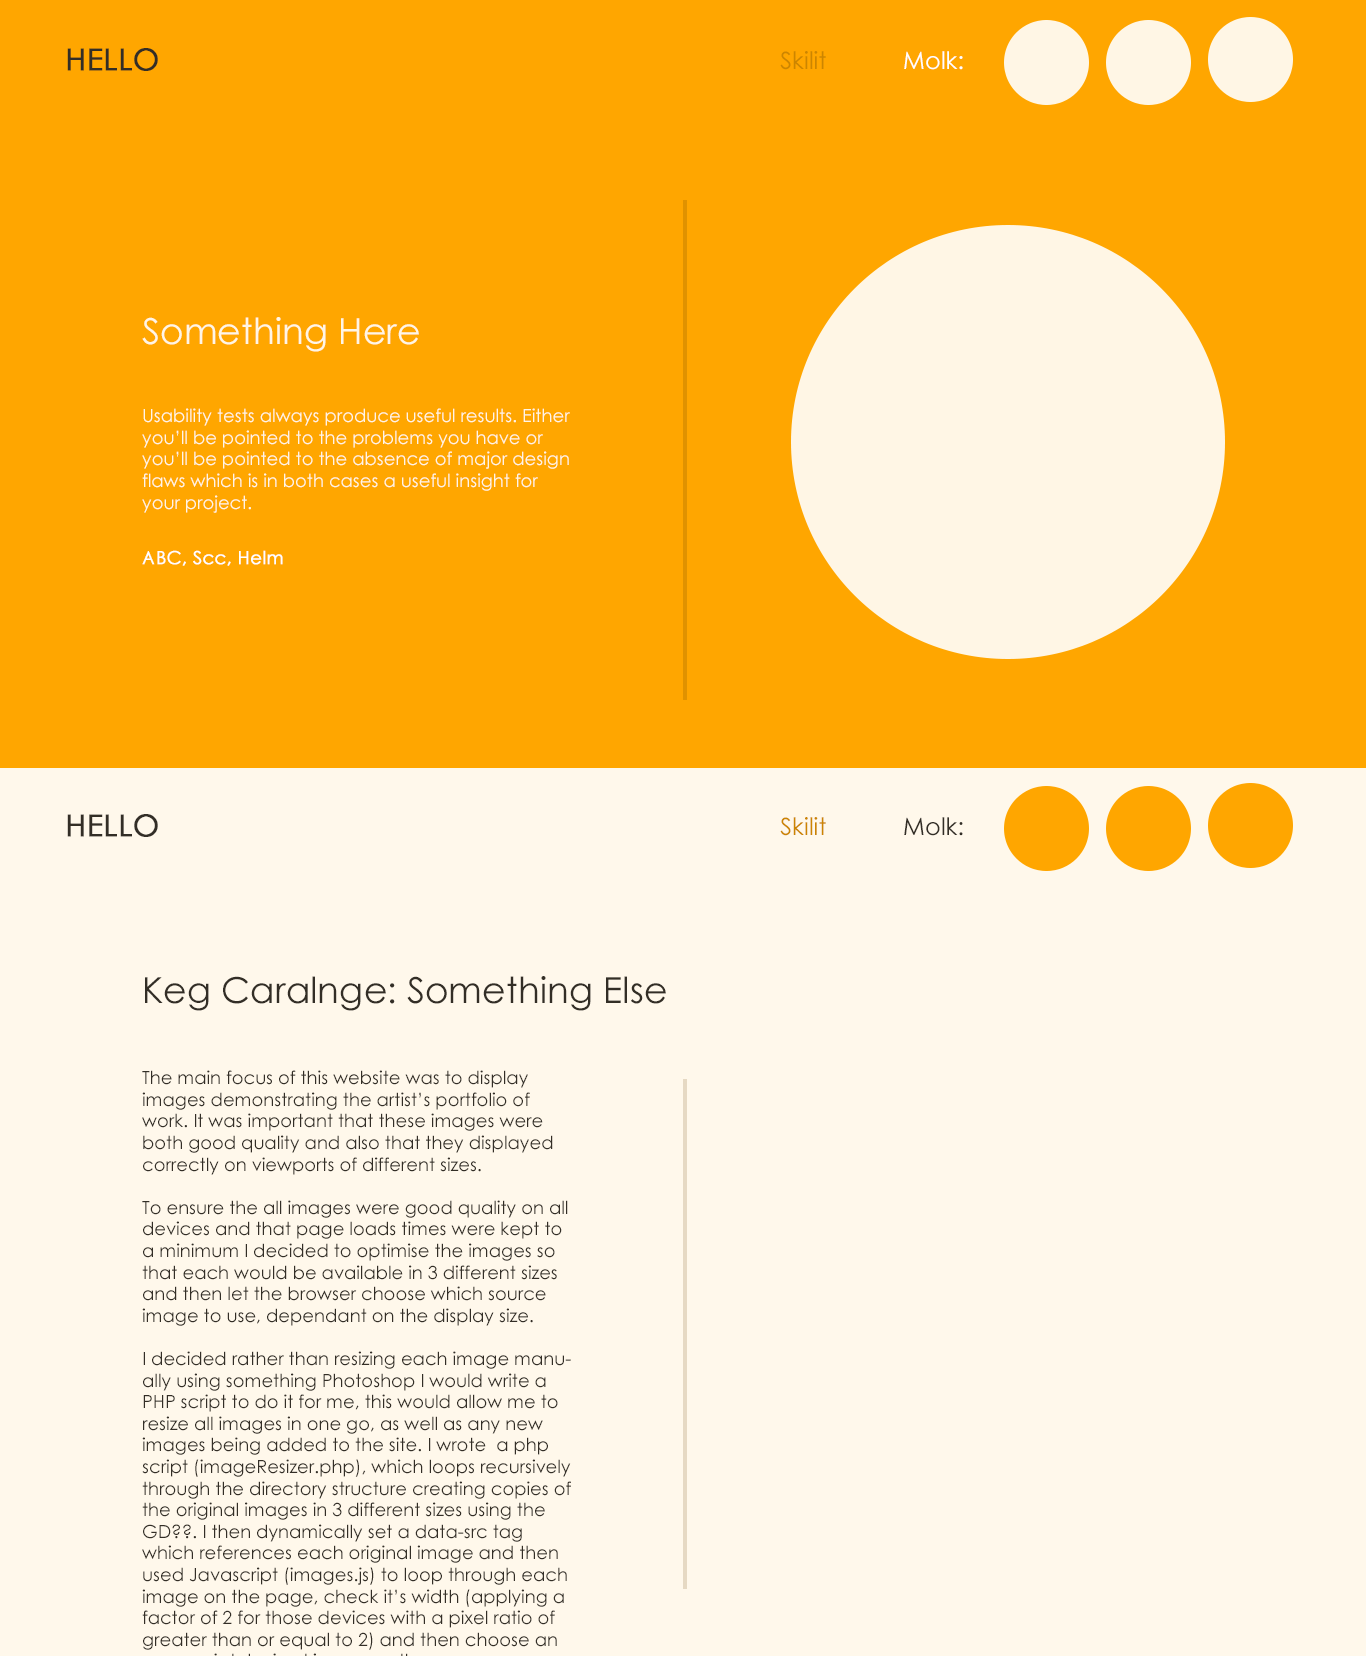 HELLO
Skilit
Molk:
Something Here
Usability tests always produce useful results. Either
you'll be pointed to the problems you have or
you'll be pointed to the absence of major design
flaws which is in both cases a useful insight for
your project.
ABC, Scc, Helm
HELLO
Skilit
Molk:
Keg Caralnge: Something Else
The main focus of this website was to display
images demonstrating the artist's portfolio of
work. It was important that these images were
both good quality and also that they displayed
correctly on viewports of different sizes.
To ensure the all images were good quality on all
devices and that page loads times were kept to
a minimum I decided to optimise the images so
that each would be available in 3 different sizes
and then let the browser choose which source
image to use, dependant on the display size.
I decided rather than resizing each image manu-
ally using something Photoshop I would write a
PHP script to do it for me, this would allow me to
resize all images in one go, as well as any new
images being added to the site. I wrote  a php
script (imageResizer.php), which loops recursively
through the directory structure creating copies of
the original images in 3 different sizes using the
GD??. I then dynamically set a data-src tag
which references each original image and then
used Javascript (images.js) to loop through each
image on the page, check it's width (applying a
factor of 2 for those devices with a pixel ratio of
greater than or equal to 2) and then choose an